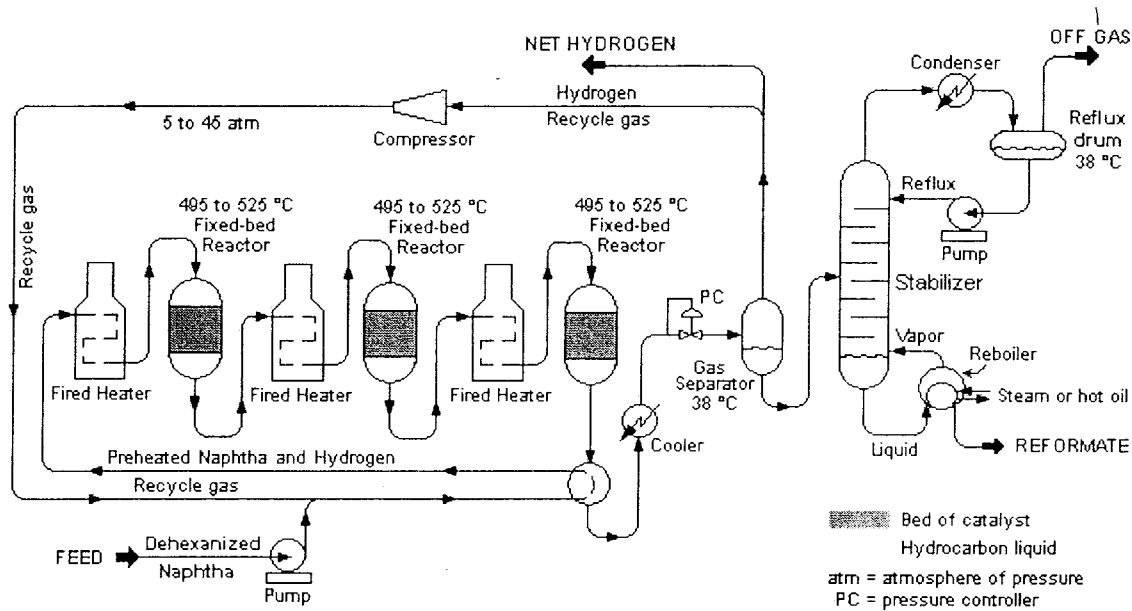 NET HYDROGEN
OFF GAS
Condenser
Hydrogen
Recycle gas
5 to 45 atm
Compressor
Reflux
drum
38 °C
Recycle gas
495 to 525 °C
Fixed-bed
Reactor
495 to 525 °C
Fixed-bed
Reactor
495 to 525 °C
Fixed-bed
Reactor
Reflux
Pump
PC
Stabilizer
Vapor
Reboiler
Gas
Separator
38 °C
Fired Heater
Fired Heater
Fired Heater
Steam or hot oil
Cooler
Liquid
REFORMATE
Preheated Naphtha and Hydrogen
Recycle gas
FEED
Dehexanized
Naphtha
Pump
Bed of catalyst
Hydrocarbon liquid
atm = atmosphere of pressure
PC = pressure controller